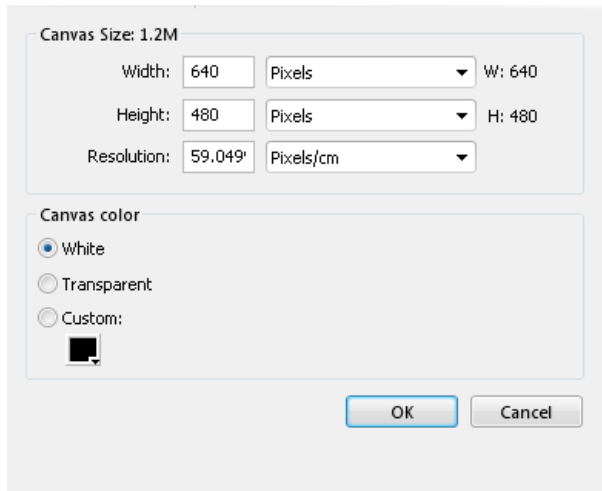 Canvas Size: 1.2M
Width: 640 Pixels W: 640
Height: 480 Pixels H: 480
Resolution: 59.049 Pixels/cm
Canvas color
White
Transparent
Custom:
OK Cancel